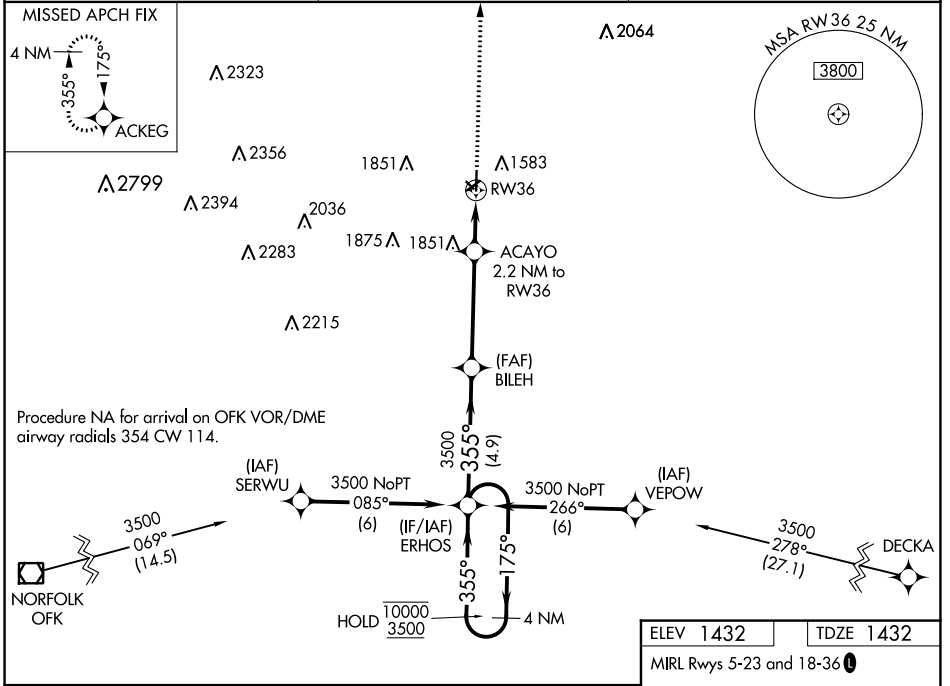 MISSED APCH FIX
4 NM
355°
175°
ACKEG
2064
MSA RW36 25 NM
3800
2323
2356
1851
1583
2799
2394
2036
RW36
2283
1875
1851
ACAYO
2.2 NM to
RW36
2215
(FAF)
BILEH
Procedure NA for arrival on OFK VOR/DME
airway radials 354 CW 114.
3500
355°
(4.9)
(IAF)
SERWU
3500 NoPT
085°
(6)
(IF/IAF)
ERHOS
3500 NoPT
266°
(6)
(IAF)
VEPOW
3500
069°
(14.5)
NORFOLK
OFK
3500
278°
(27.1)
DECKA
355°
175°
HOLD
10000
3500
4 NM
ELEV 1432
TDZE 1432
MIRL Rwys 5-23 and 18-36 L